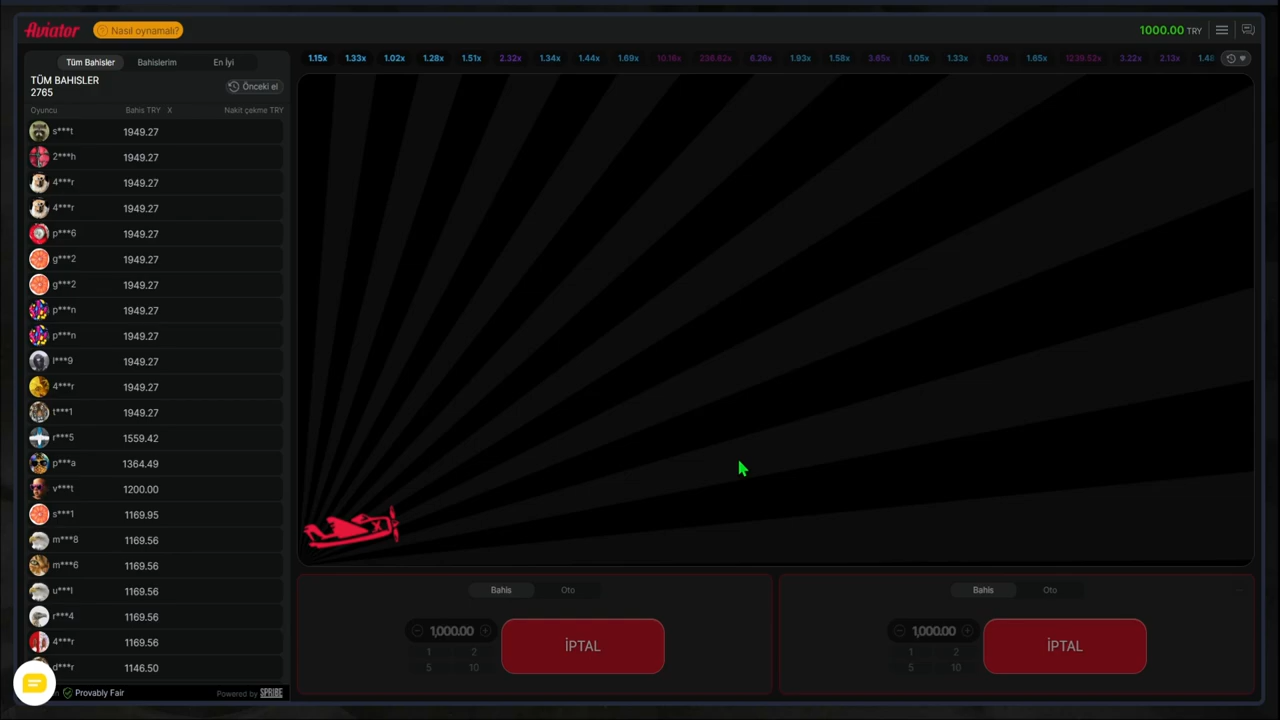 Aviator
Nasıl oynamalı?
1000.00 TRY
Tüm Bahisler Bahislerim En İyi
TÜM BAHISLER
2765
Önceki el
Oyuncu Bahis TRY X Nakit çekme TRY
s***t 1949.27
2***h 1949.27
4***r 1949.27
4***r 1949.27
p***6 1949.27
g***2 1949.27
g***2 1949.27
p***n 1949.27
p***n 1949.27
l***9 1949.27
4***r 1949.27
t***1 1949.27
r***5 1559.42
p***a 1364.49
v***t 1200.00
s***1 1169.95
m***8 1169.56
m***6 1169.56
u***l 1169.56
r***4 1169.56
4***r 1169.56
d***r 1146.50
Provably Fair Powered by SPRIBE
1.15x 1.33x 1.02x 1.28x 1.51x 2.32x 1.34x 1.44x 1.69x 10.16x 236.62x 6.26x 1.93x 1.58x 3.65x 1.05x 1.33x 5.03x 1.65x 1239.52x 3.22x 2.13x
Bahis Oto
1,000.00
1 2
5 10
İPTAL
Bahis Oto
1,000.00
1 2
5 10
İPTAL